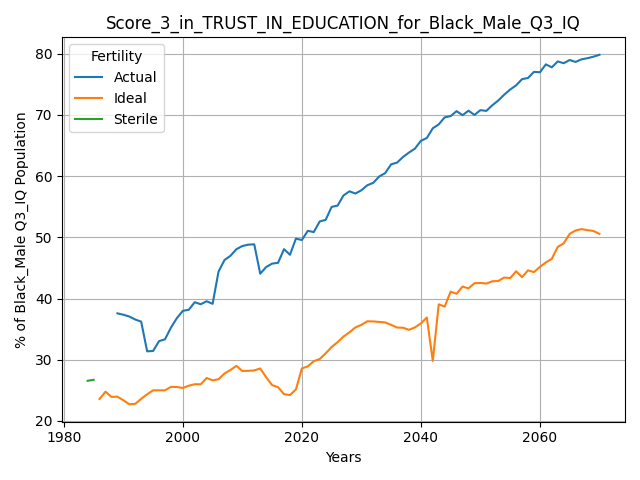 Score_3_in_TRUST_IN_EDUCATION_for_Black_Male_Q3_IQ
Fertility
Actual
Ideal
Sterile
% of Black_Male Q3_IQ Population
80
70
60
50
40
30
20
1980
2000
2020
2040
2060
Years